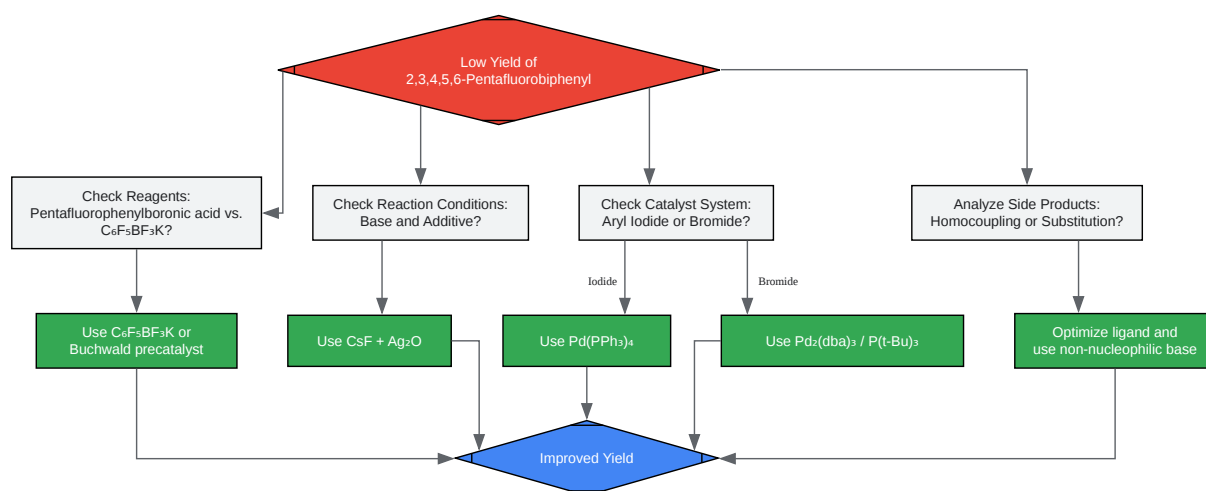 Low Yield of
2,3,4,5,6-Pentafluorobiphenyl
Check Reagents:
Pentafluorophenylboronic acid vs.
C₆F₅BF₃K?
Check Reaction Conditions:
Base and Additive?
Check Catalyst System:
Aryl Iodide or Bromide?
Analyze Side Products:
Homocoupling or Substitution?
Iodide
Bromide
Use C₆F₅BF₃K or
Buchwald precatalyst
Use CsF + Ag₂O
Use Pd(PPh₃)₄
Use Pd₂(dba)₃ / P(t-Bu)₃
Optimize ligand and
use non-nucleophilic base
Improved Yield